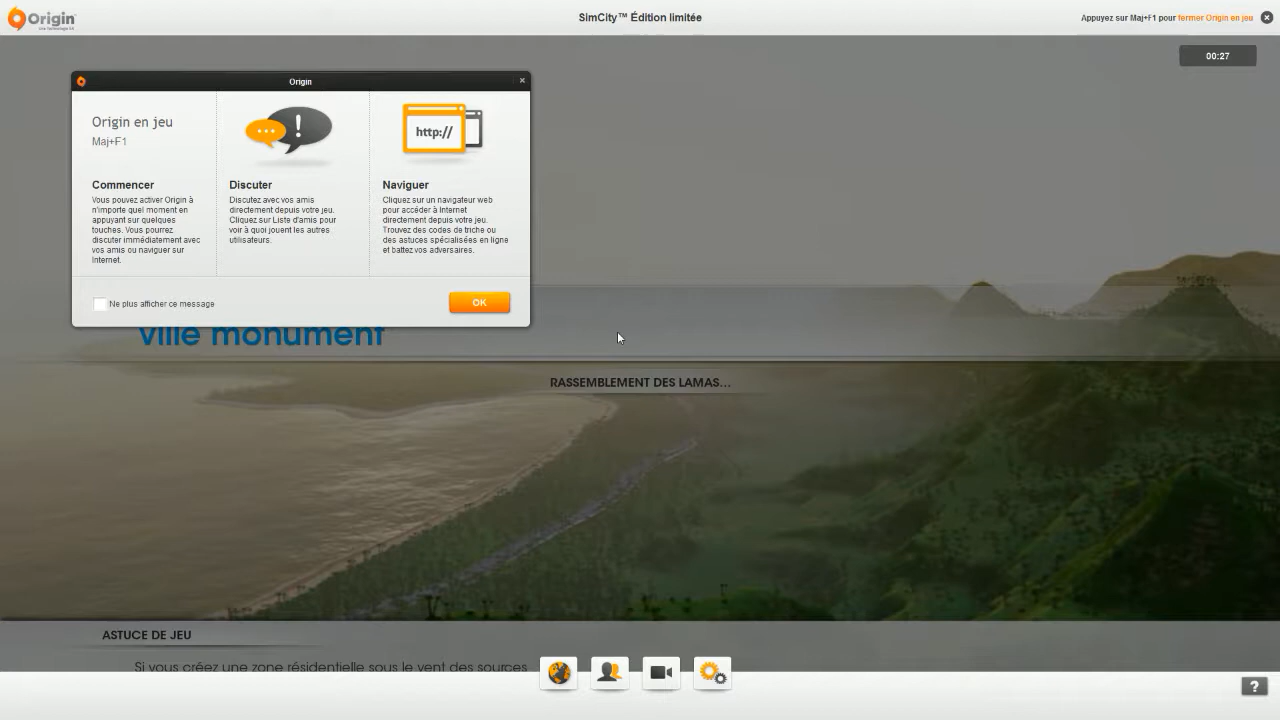 Origin
SimCity™ Édition limitée
Appuyez sur Maj+F1 pour fermer Origin en jeu
00:27
Origin
Origin en jeu
Maj+F1
Commencer
Vous pouvez activer Origin à
n'importe quel moment en
appuyant sur quelques
touches. Vous pourrez
discuter immédiatement avec
vos amis ou naviguer sur
Internet.
Discuter
Discutez avec vos amis
directement depuis votre jeu.
Cliquez sur Liste d'amis pour
voir à quoi jouent les autres
utilisateurs.
http://
Naviguer
Cliquez sur un navigateur web
pour accéder à Internet
directement depuis votre jeu.
Trouvez des codes de triche ou
des astuces spécialisées en ligne
et battez vos adversaires.
Ne plus afficher ce message
OK
ville monument
RASSEMBLEMENT DES LAMAS...
ASTUCE DE JEU
Si vous créez une zone résidentielle sous le vent des sources
?